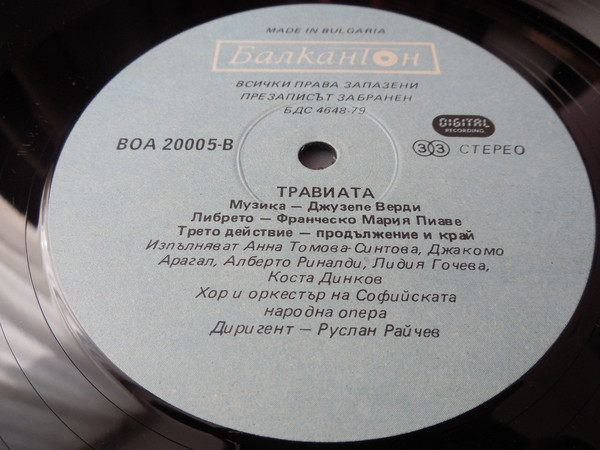 MADE IN BULGARIA
Балкантон
ВСИЧКИ ПРАВА ЗАПАЗЕНИ
ПРЕЗАПИСЪТ ЗАБРАНЕН
БДС 4648-79
DIGITAL
RECORDING
ВОА 20005-В
33 СТЕРЕО
ТРАВИАТА
Музика — Джузепе Верди
Либрето — Франческо Мария Пиаве
Трето действие — продължение и край
Изпълняват Анна Томова-Синтова, Джакомо
Арагал, Алберто Риналди, Лидия Гочева,
Коста Динков
Хор и оркестър на Софийската
народна опера
Диригент — Руслан Райчев